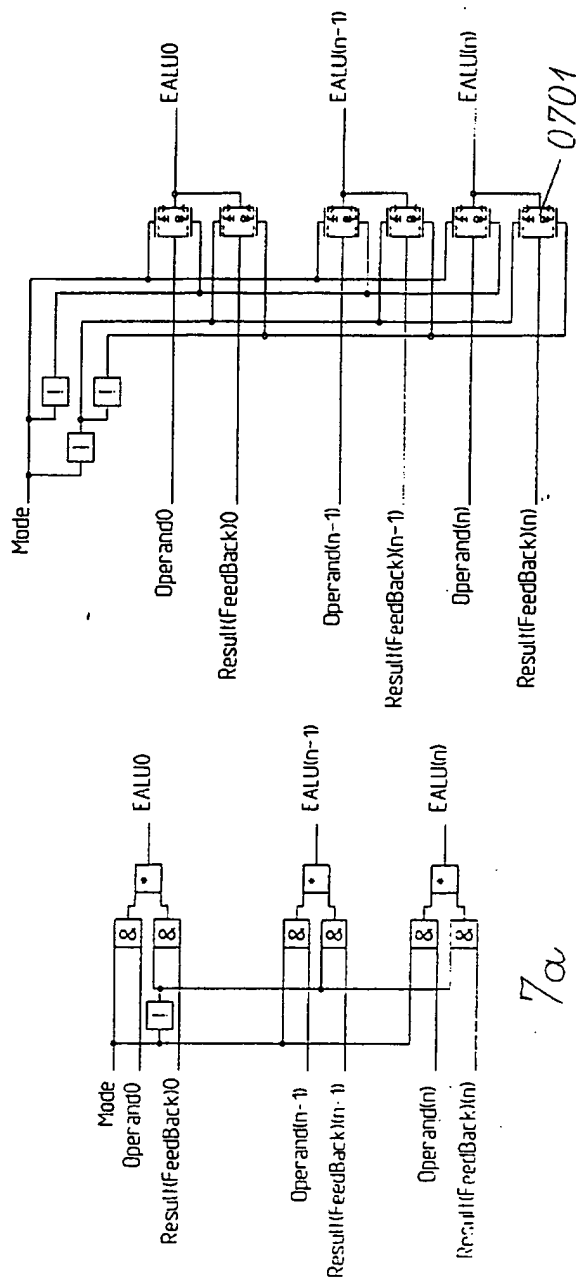 Mode
Operand0
Result(FeedBack)0
Operand(n-1)
Result(FeedBack)(n-1)
Operand(n)
Result(FeedBack)(n)
&
&
&
&
&
&
*
*
*
EALU0
EALU(n-1)
EALU(n)
7a
Mode
Operand0
Result(FeedBack)0
Operand(n-1)
Result(FeedBack)(n-1)
Operand(n)
Result(FeedBack)(n)
EALU0
EALU(n-1)
EALU(n)
0701